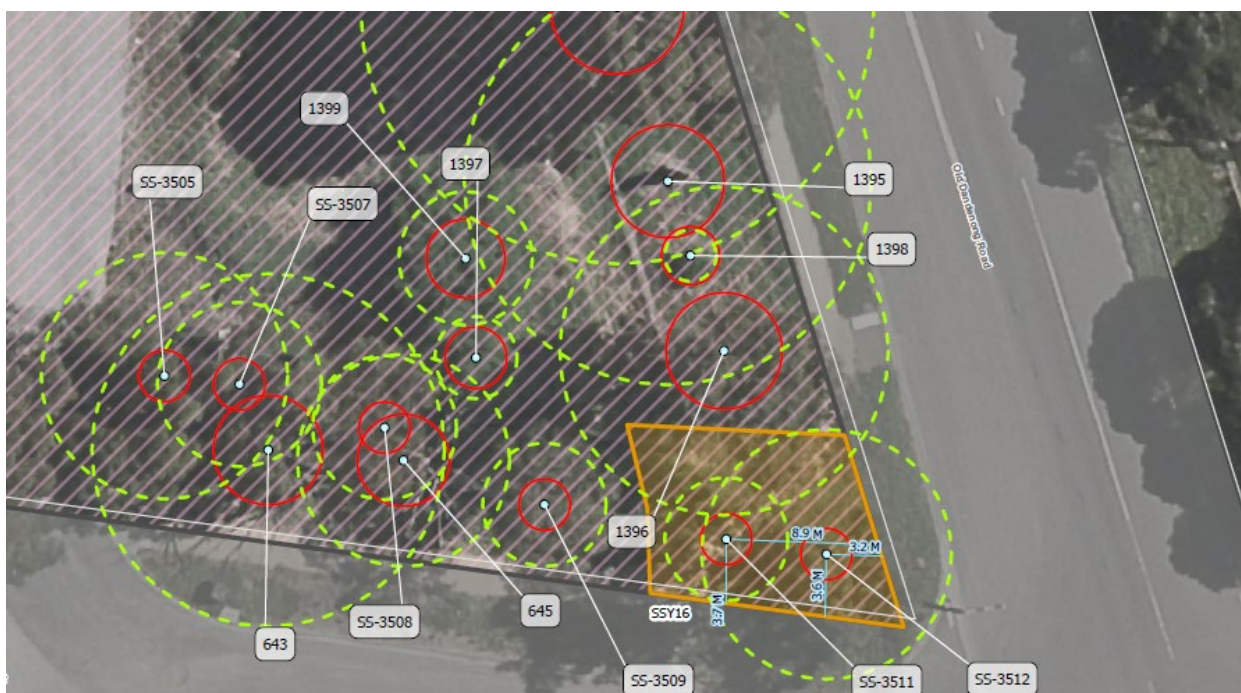 1399
1397
SS-3505
SS-3507
1395
Old Dandenong Road
1398
1396
8.9 M
3.2 M
3.6 M
3.7 M
SSY16
645
SS-3508
643
SS-3509
SS-3511
SS-3512